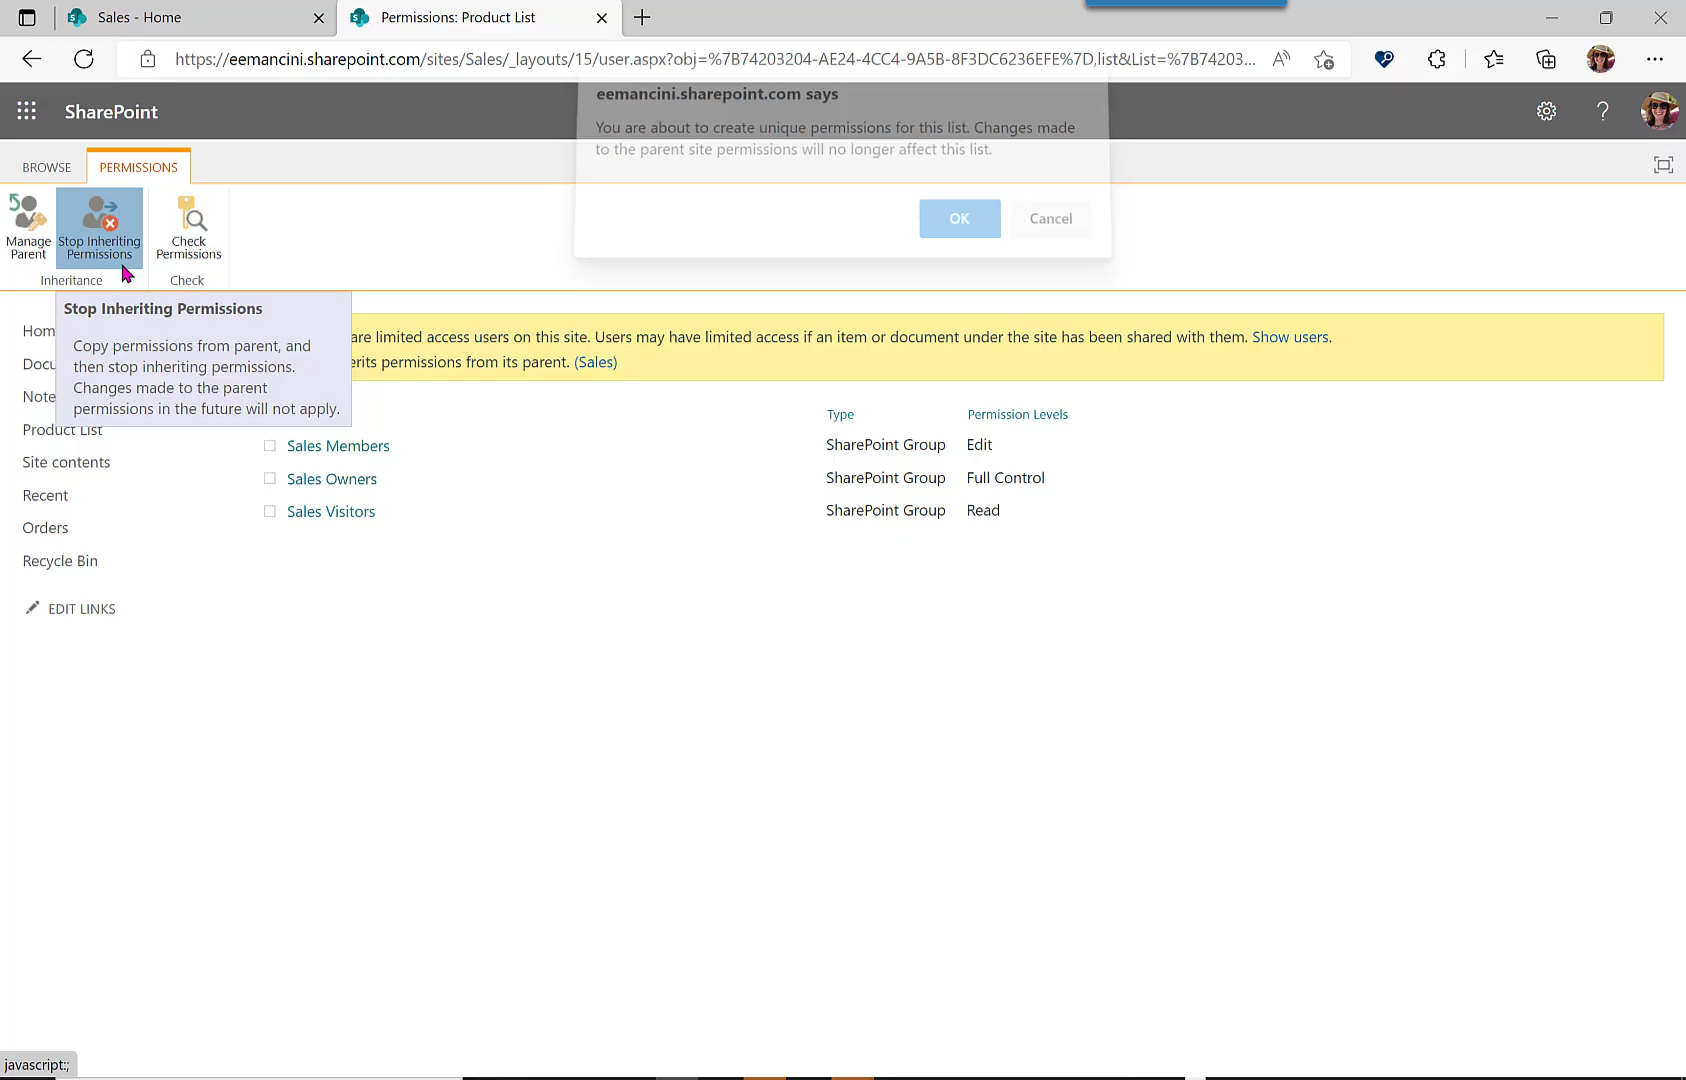 Sales - Home
Permissions: Product List
https://eemancini.sharepoint.com/sites/Sales/_layouts/15/user.aspx?obj=%7B74203204-AE24-4CC4-9A5B-8F3DC6236EFE%7D,list&List=%7B74203...
SharePoint
eemancini.sharepoint.com says
You are about to create unique permissions for this list. Changes made
to the parent site permissions will no longer affect this list.
OK
Cancel
BROWSE
PERMISSIONS
Manage
Parent
Stop Inheriting
Permissions
Check
Permissions
Inheritance
Check
Stop Inheriting Permissions
Copy permissions from parent, and
then stop inheriting permissions.
Changes made to the parent
permissions in the future will not apply.
are limited access users on this site. Users may have limited access if an item or document under the site has been shared with them. Show users.
erits permissions from its parent. (Sales)
Hom
Docu
Note
Product List
Site contents
Recent
Orders
Recycle Bin
EDIT LINKS
Type
Permission Levels
Sales Members
SharePoint Group
Edit
Sales Owners
SharePoint Group
Full Control
Sales Visitors
SharePoint Group
Read
javascript:;